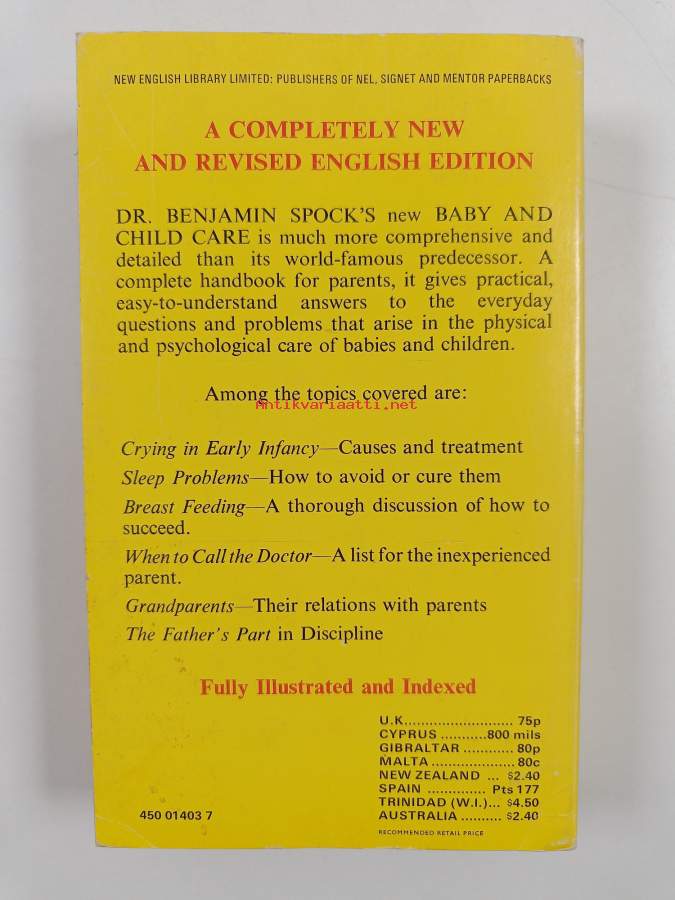 NEW ENGLISH LIBRARY LIMITED: PUBLISHERS OF NEL, SIGNET AND MENTOR PAPERBACKS
A COMPLETELY NEW
AND REVISED ENGLISH EDITION
DR. BENJAMIN SPOCK'S new BABY AND
CHILD CARE is much more comprehensive and
detailed than its world-famous predecessor. A
complete handbook for parents, it gives practical,
easy-to-understand answers to the everyday
questions and problems that arise in the physical
and psychological care of babies and children.
Among the topics covered are:
Antikvariaatti.net
Crying in Early Infancy—Causes and treatment
Sleep Problems—How to avoid or cure them
Breast Feeding—A thorough discussion of how to
succeed.
When to Call the Doctor—A list for the inexperienced
parent.
Grandparents—Their relations with parents
The Father's Part in Discipline
Fully Illustrated and Indexed
U.K.......................... 75p
CYPRUS ...........800 mils
GIBRALTAR ............ 80p
MALTA .................... 80c
NEW ZEALAND ... $2.40
SPAIN .............. Pts 177
TRINIDAD (W.I.)... $4.50
AUSTRALIA .......... $2.40
RECOMMENDED RETAIL PRICE
450 01403 7